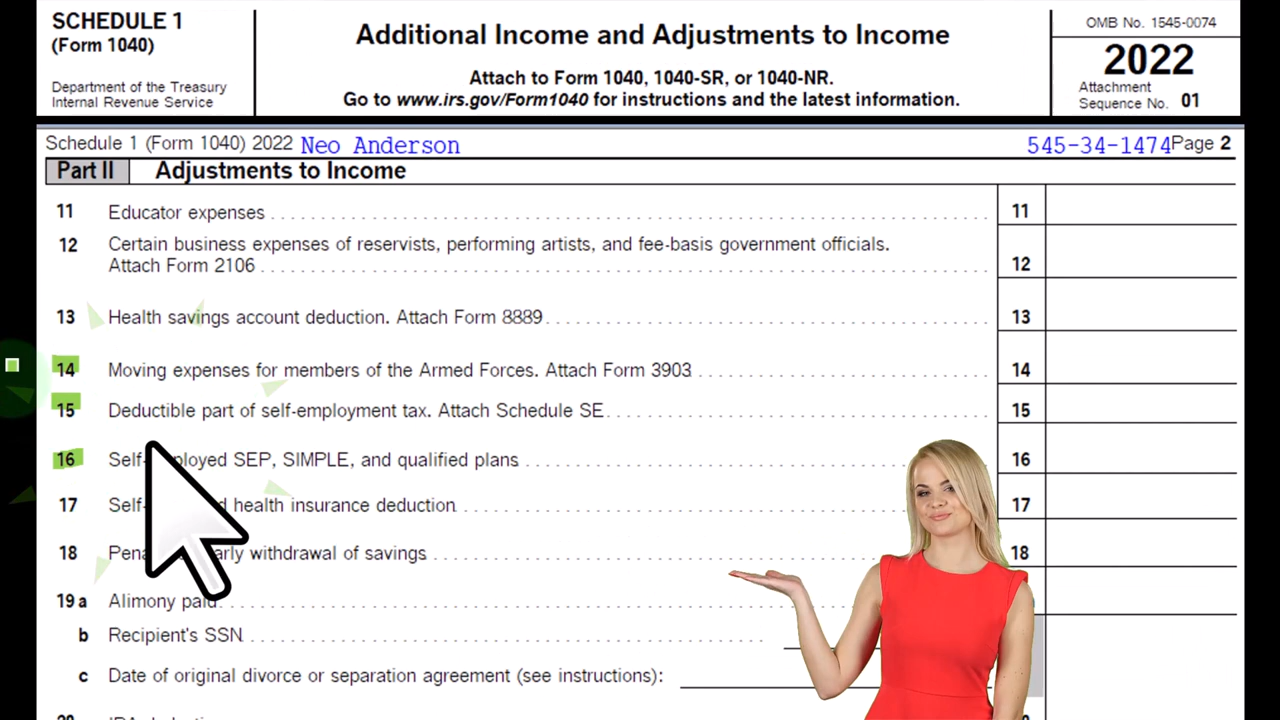 SCHEDULE 1
(Form 1040)
Department of the Treasury
Internal Revenue Service
Additional Income and Adjustments to Income
Attach to Form 1040, 1040-SR, or 1040-NR.
Go to www.irs.gov/Form1040 for instructions and the latest information.
OMB No. 1545-0074
2022
Attachment
Sequence No. 01
Schedule 1 (Form 1040) 2022 Neo Anderson 545-34-1474 Page 2
Part II Adjustments to Income
11 Educator expenses 11
12 Certain business expenses of reservists, performing artists, and fee-basis government officials.
Attach Form 2106 12
13 Health savings account deduction. Attach Form 8889 13
14 Moving expenses for members of the Armed Forces. Attach Form 3903 14
15 Deductible part of self-employment tax. Attach Schedule SE 15
16 Self-employed SEP, SIMPLE, and qualified plans 16
17 Self- health insurance deduction 17
18 withdrawal of savings 18
19a Alimony paid
b Recipient's SSN
c Date of original divorce or separation agreement (see instructions):